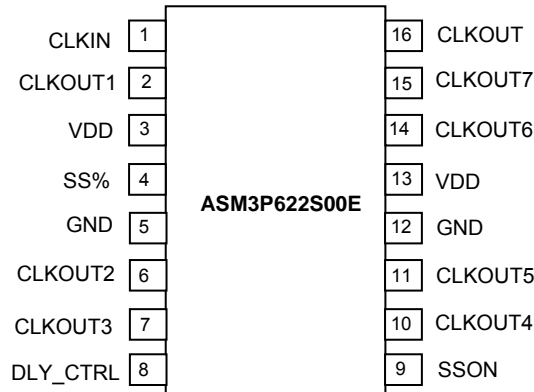 CLKIN 1 16 CLKOUT
CLKOUT1 2 15 CLKOUT7
VDD 3 14 CLKOUT6
SS% 4 13 VDD
ASM3P622S00E
GND 5 12 GND
CLKOUT2 6 11 CLKOUT5
CLKOUT3 7 10 CLKOUT4
DLY_CTRL 8 9 SSON